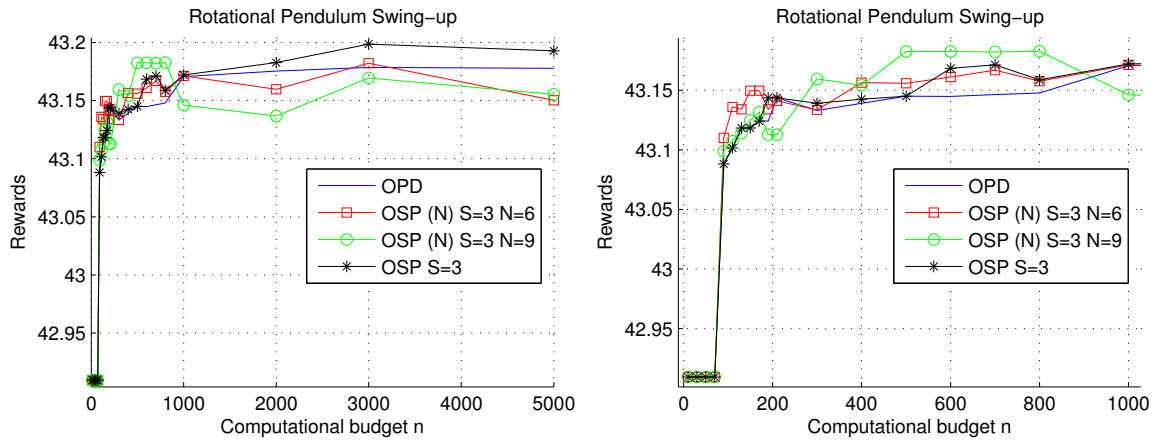 Rotational Pendulum Swing-up
43.2
43.15
43.1
43.05
43
42.95
Rewards
OPD
OSP (N) S=3 N=6
OSP (N) S=3 N=9
OSP S=3
0
1000
2000
3000
4000
5000
Computational budget n
Rotational Pendulum Swing-up
43.15
43.1
43.05
43
42.95
Rewards
OPD
OSP (N) S=3 N=6
OSP (N) S=3 N=9
OSP S=3
0
200
400
600
800
1000
Computational budget n